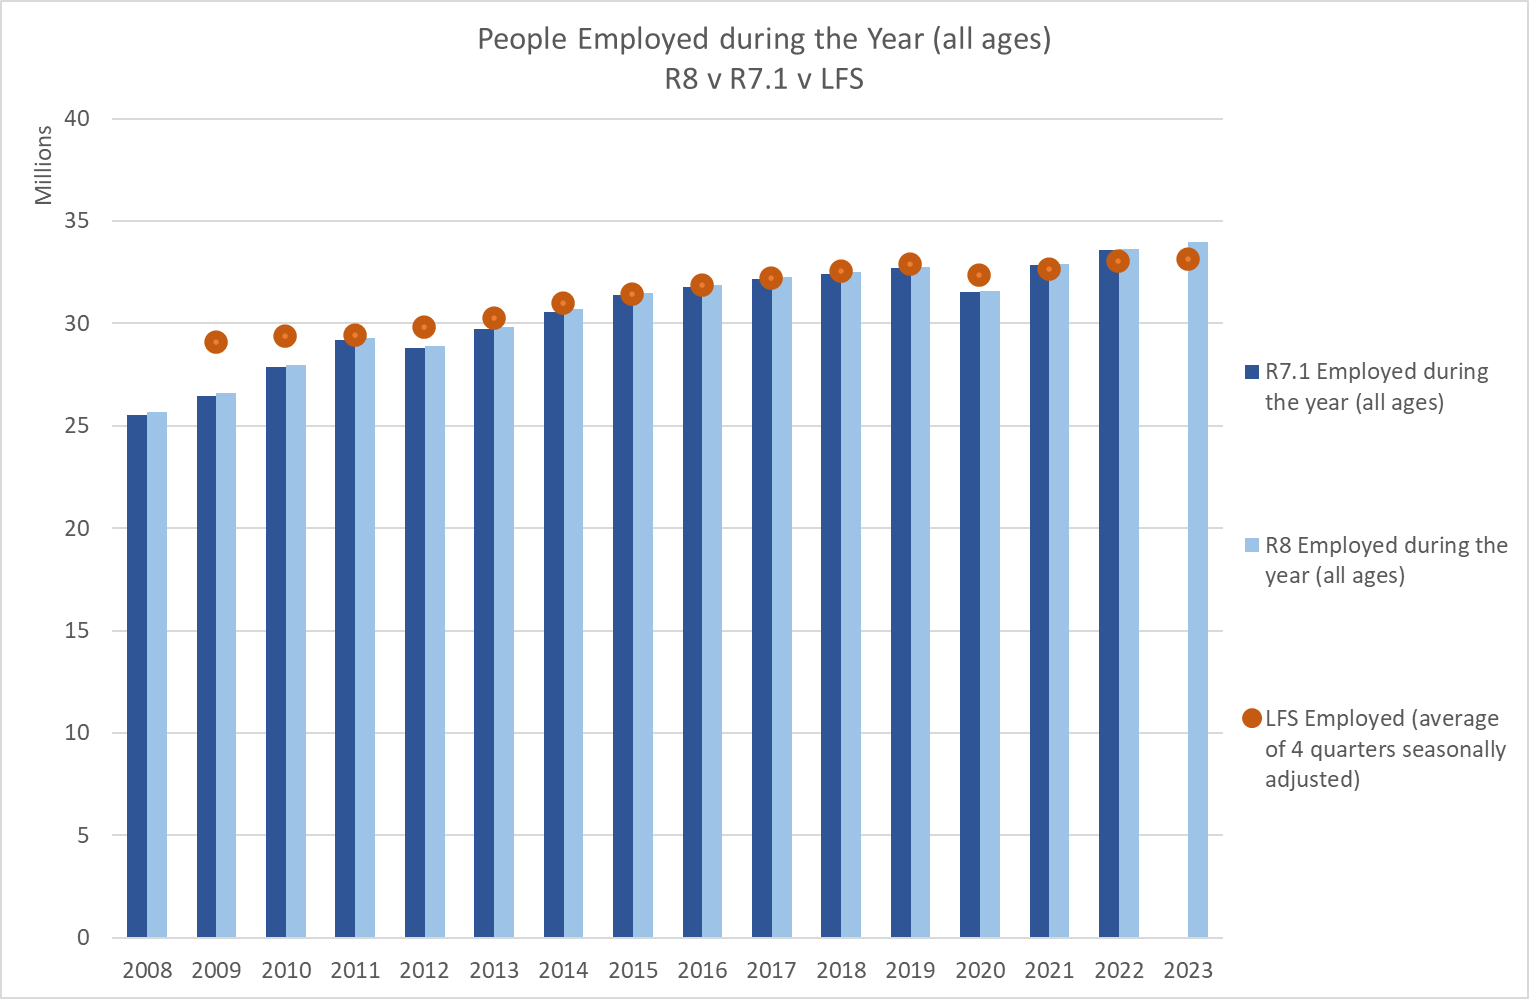 People Employed during the Year (all ages)
R8 v R7.1 v LFS
Millions
40
35
30
25
20
15
10
5
0
2008 2009 2010 2011 2012 2013 2014 2015 2016 2017 2018 2019 2020 2021 2022 2023
R7.1 Employed during
the year (all ages)
R8 Employed during the
year (all ages)
LFS Employed (average
of 4 quarters seasonally
adjusted)